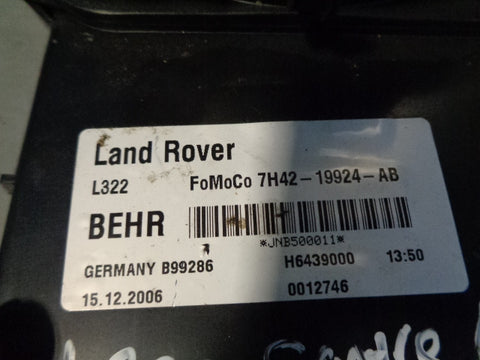 Land Rover
L322 FoMoCo 7H42-19924-AB
BEHR *JNB500011*
GERMANY B99286 H6439000 13:50
15.12.2006 0012746